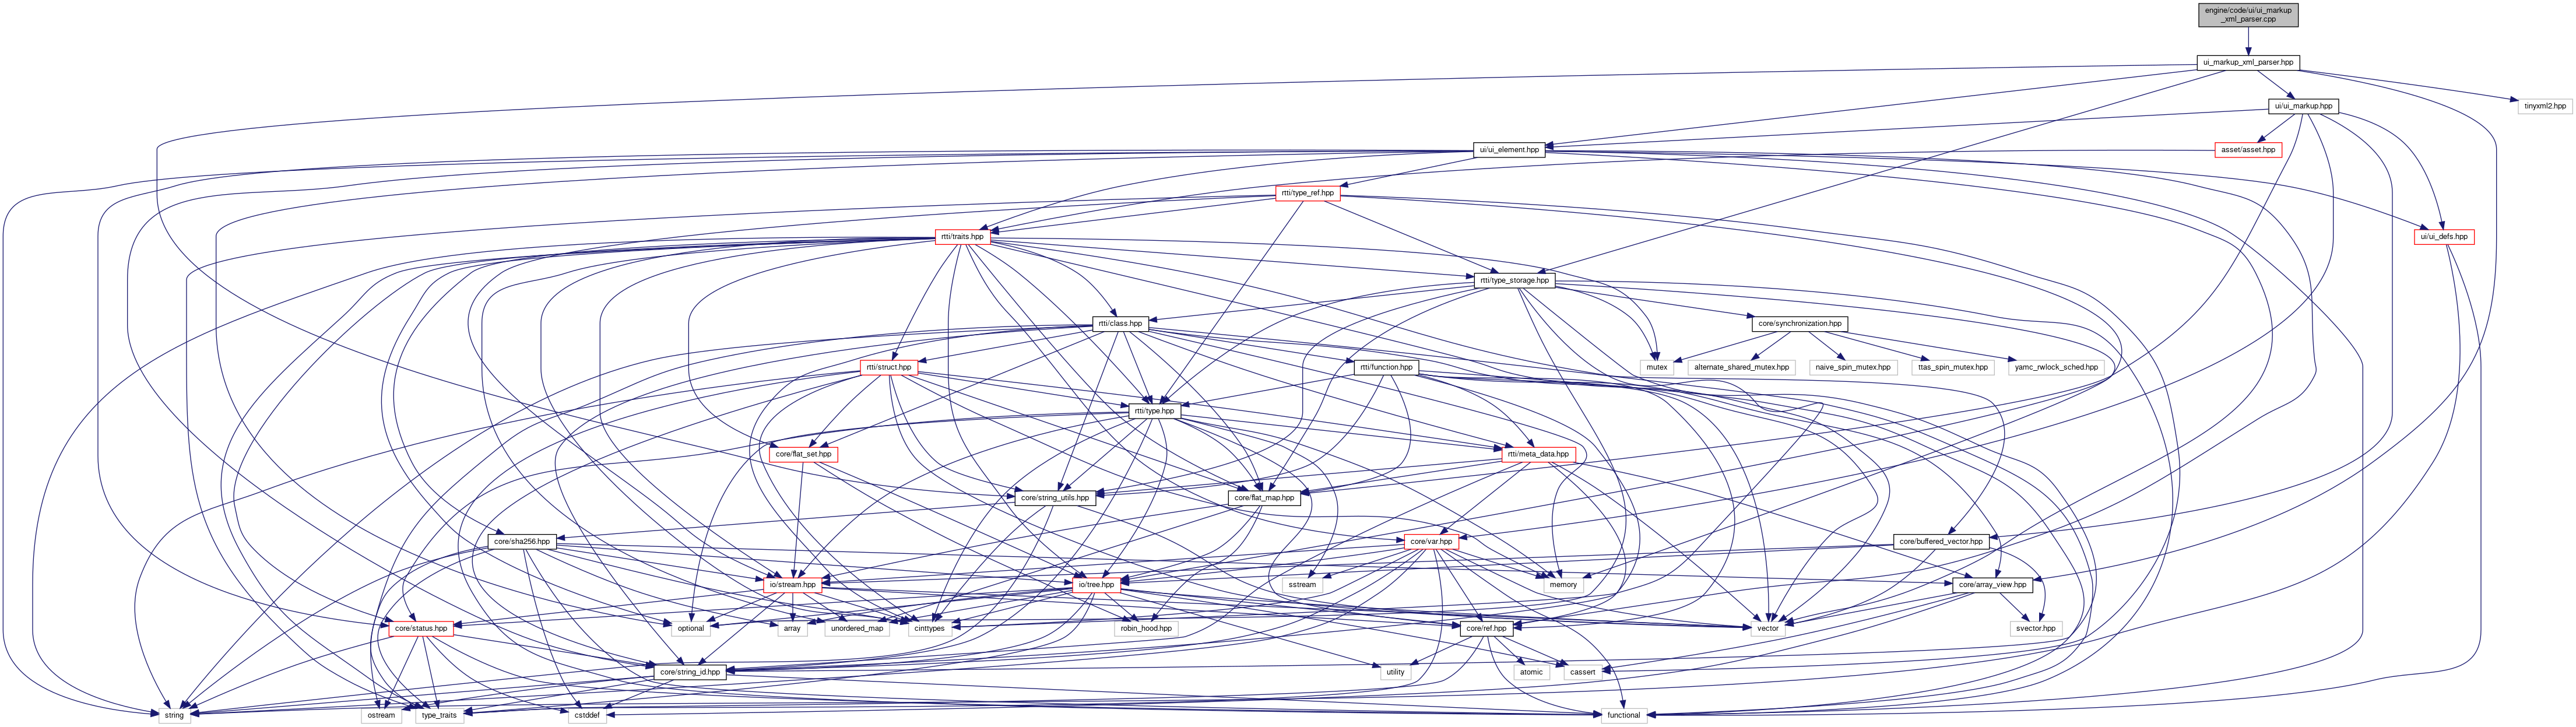 engine/code/ui/ui_markup
_xml_parser.cpp
ui_markup_xml_parser.hpp
ui/ui_markup.hpp
tinyxml2.hpp
ui/ui_element.hpp
asset/asset.hpp
rtti/type_ref.hpp
rtti/traits.hpp
ui/ui_defs.hpp
rtti/type_storage.hpp
rtti/class.hpp
core/synchronization.hpp
rtti/struct.hpp
rtti/function.hpp
mutex
alternate_shared_mutex.hpp
naive_spin_mutex.hpp
ttas_spin_mutex.hpp
yamc_rwlock_sched.hpp
rtti/type.hpp
core/flat_set.hpp
rtti/meta_data.hpp
core/string_utils.hpp
core/flat_map.hpp
core/sha256.hpp
core/var.hpp
core/buffered_vector.hpp
io/stream.hpp
io/tree.hpp
sstream
memory
core/array_view.hpp
core/status.hpp
optional
array
unordered_map
cinttypes
robin_hood.hpp
core/ref.hpp
vector
svector.hpp
core/string_id.hpp
utility
atomic
cassert
string
ostream
type_traits
cstddef
functional